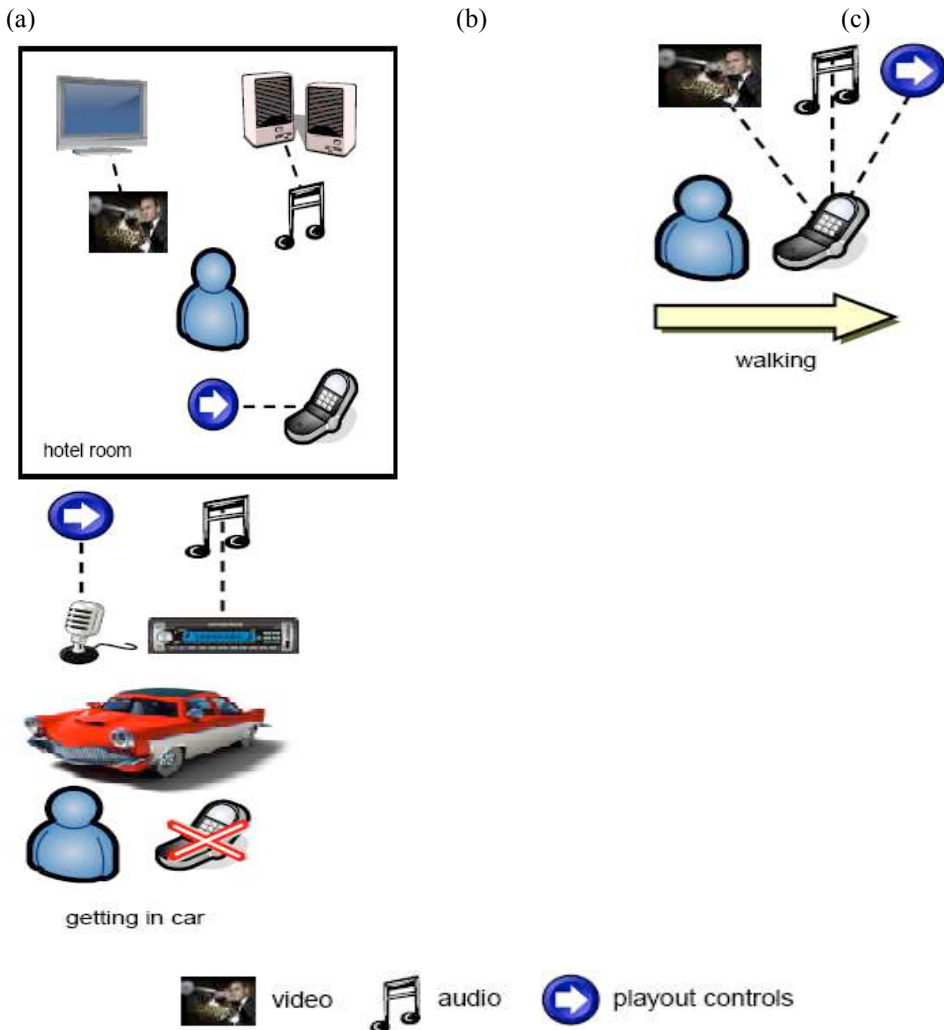 (a) (b) (c)
walking
hotel room
getting in car
video audio playout controls